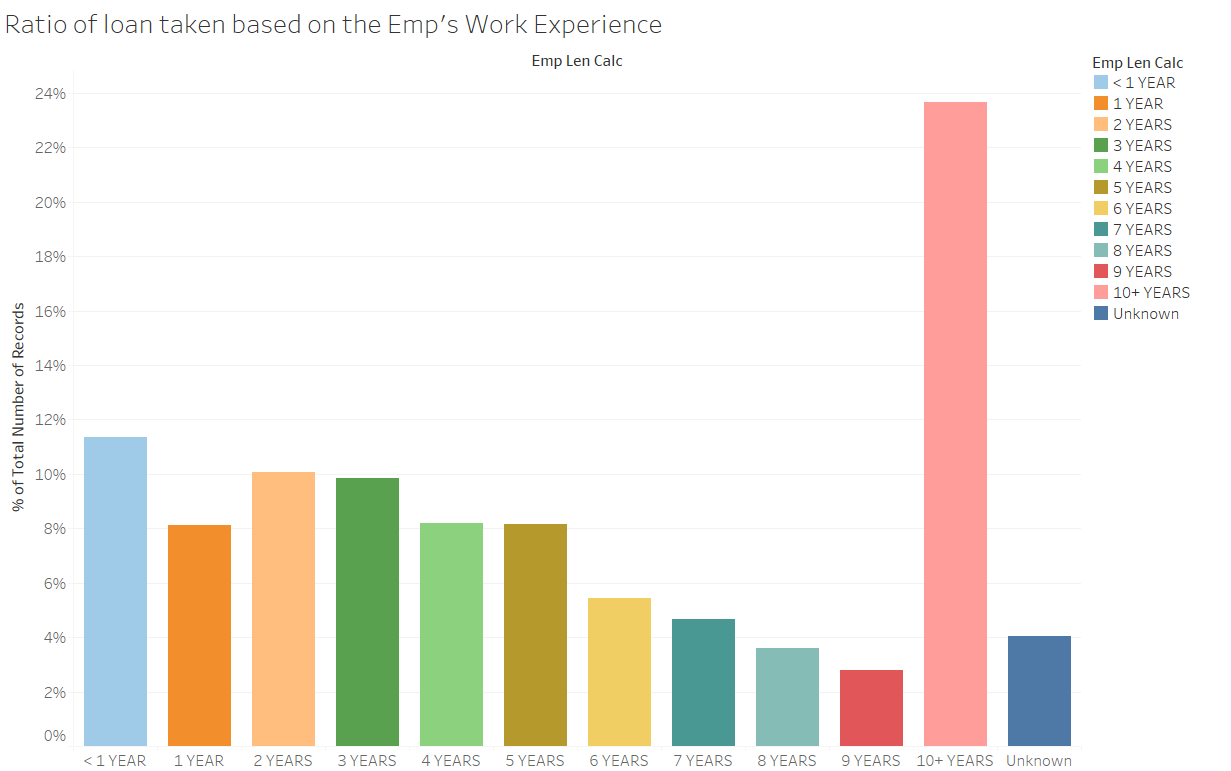 Ratio of loan taken based on the Emp's Work Experience
Emp Len Calc
% of Total Number of Records
24%
22%
20%
18%
16%
14%
12%
10%
8%
6%
4%
2%
0%
< 1 YEAR
1 YEAR
2 YEARS
3 YEARS
4 YEARS
5 YEARS
6 YEARS
7 YEARS
8 YEARS
9 YEARS
10+ YEARS
Unknown
Emp Len Calc
< 1 YEAR
1 YEAR
2 YEARS
3 YEARS
4 YEARS
5 YEARS
6 YEARS
7 YEARS
8 YEARS
9 YEARS
10+ YEARS
Unknown